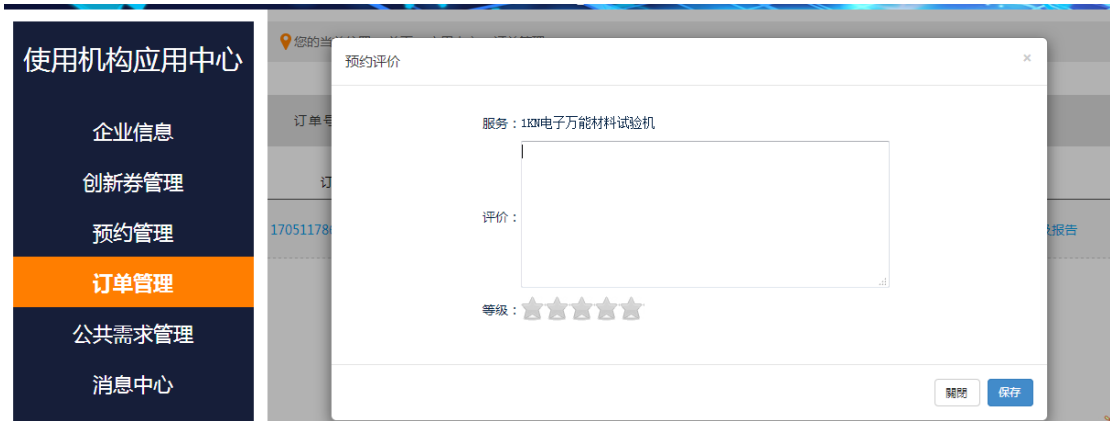 使用机构应用中心
企业信息
创新券管理
预约管理
订单管理
公共需求管理
消息中心
您的当
订单号
订
17051178
报告
预约评价
×
服务：1KN电子万能材料试验机
评价：
等级：
關閉
保存